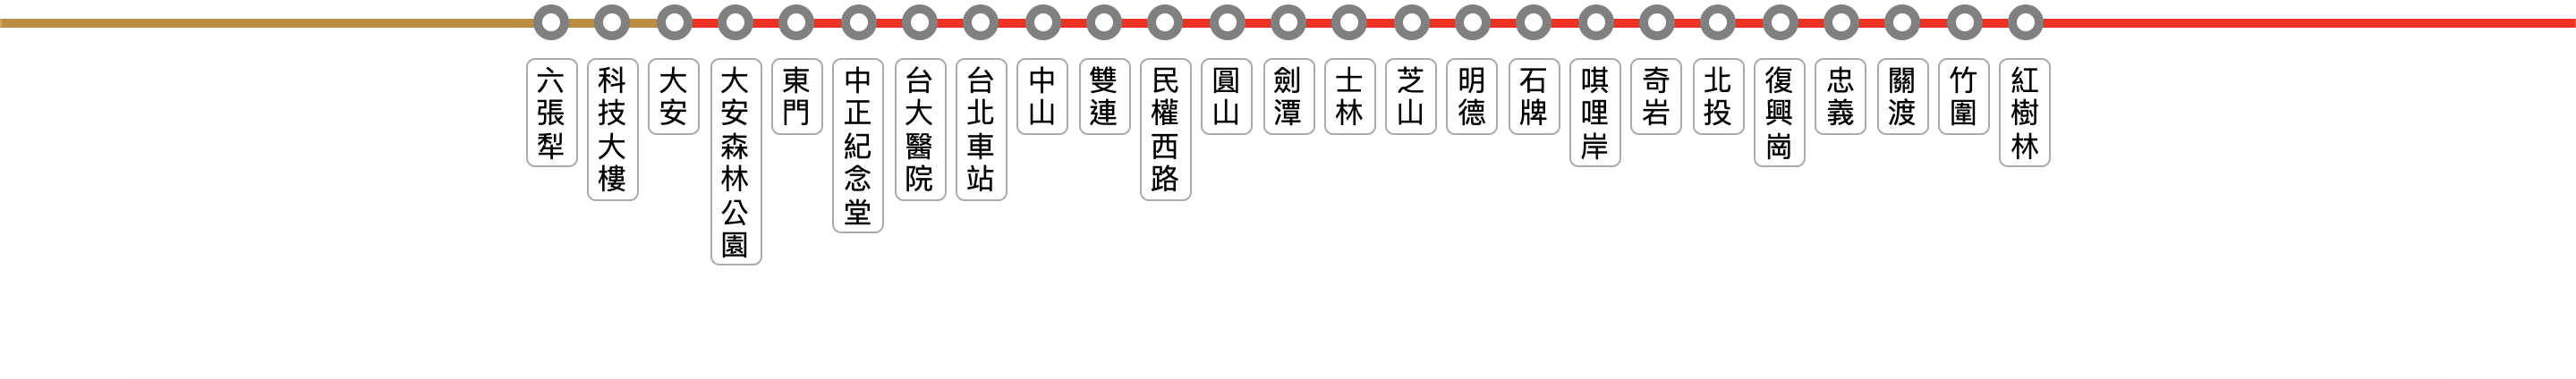 六張犁
科技大樓
大安
大安森林公園
東門
中正紀念堂
台大醫院
台北車站
中山
雙連
民權西路
圓山
劍潭
士林
芝山
明德
石牌
唭哩岸
奇岩
北投
復興崗
忠義
關渡
竹圍
紅樹林